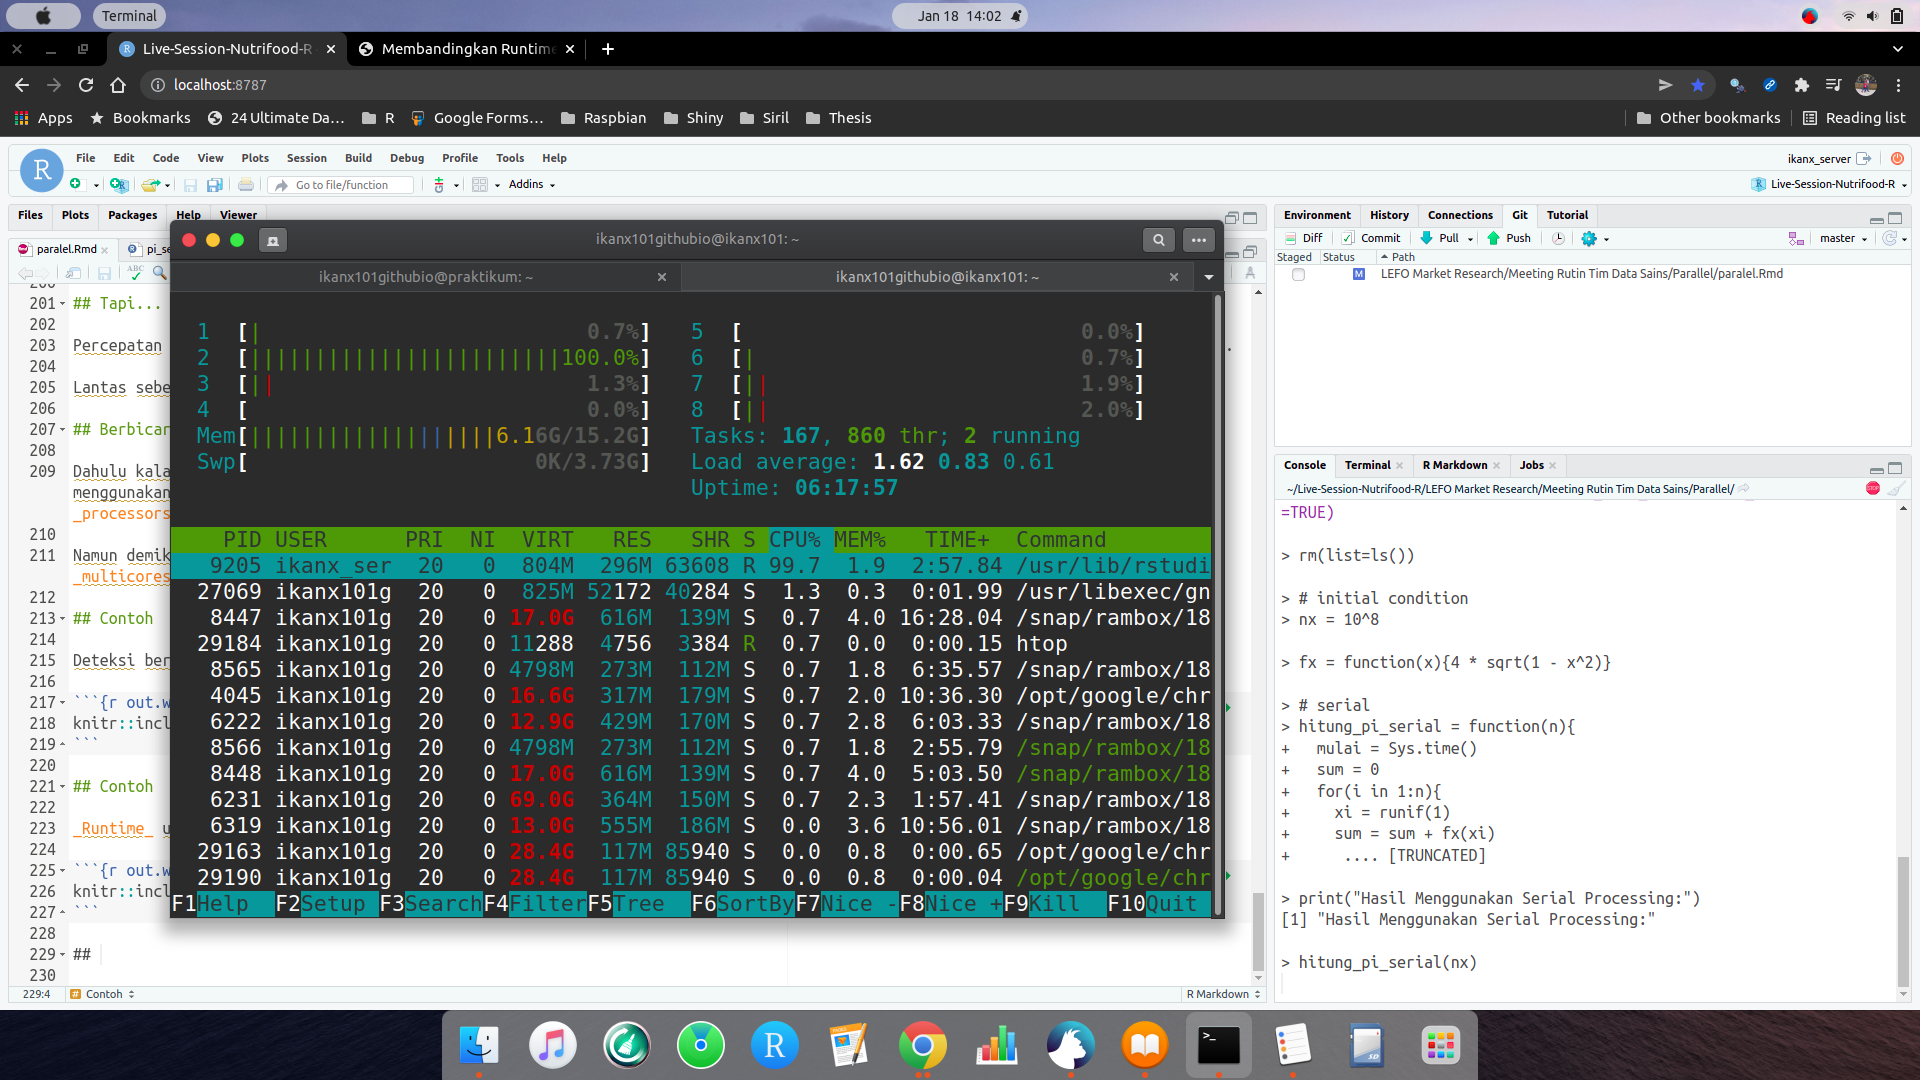 Terminal
Jan 18 14:02
Live-Session-Nutrifood-R
Membandingkan Runtime
localhost:8787
Apps Bookmarks 24 Ultimate Da... R Google Forms... Raspbian Shiny Siril Thesis Other bookmarks Reading list
R
File Edit Code View Plots Session Build Debug Profile Tools Help
ikanx_server
Go to file/function
Addins
Live-Session-Nutrifood-R
Files Plots Packages Help Viewer
paralel.Rmd
201 ## Tapi...
202
203 Percepatan
204
205 Lantas sebe
206
207 ## Berbicar
208
209 Dahulu kala
menggunakan
_processors
210
211 Namun demik
_multicores
212
213 ## Contoh
214
215 Deteksi ber
216
217 ```{r out.w
218 knitr::incl
219 ```
220
221 ## Contoh
222
223 _Runtime_ u
224
225 ```{r out.w
226 knitr::incl
227 ```
228
229 ##
230
229:4 # Contoh R Markdown
ikanx101githubio@ikanx101: ~
ikanx101githubio@praktikum: ~
ikanx101githubio@ikanx101: ~
1 [| 0.7%] 5 [ 0.0%]
2 [||||||||||||||||||||||||100.0%] 6 [| 0.7%]
3 [|| 1.3%] 7 [|| 1.9%]
4 [ 0.0%] 8 [|| 2.0%]
Mem[|||||||||||||||||||6.16G/15.2G] Tasks: 167, 860 thr; 2 running
Swp[ 0K/3.73G] Load average: 1.62 0.83 0.61
Uptime: 06:17:57
PID USER PRI NI VIRT RES SHR S CPU% MEM% TIME+ Command
9205 ikanx_ser 20 0 804M 296M 63608 R 99.7 1.9 2:57.84 /usr/lib/rstudi
27069 ikanx101g 20 0 825M 52172 40284 S 1.3 0.3 0:01.99 /usr/libexec/gn
8447 ikanx101g 20 0 17.0G 616M 139M S 0.7 4.0 16:28.04 /snap/rambox/18
29184 ikanx101g 20 0 11288 4756 3384 R 0.7 0.0 0:00.15 htop
8565 ikanx101g 20 0 4798M 273M 112M S 0.7 1.8 6:35.57 /snap/rambox/18
4045 ikanx101g 20 0 16.6G 317M 179M S 0.7 2.0 10:36.30 /opt/google/chr
6222 ikanx101g 20 0 12.9G 429M 170M S 0.7 2.8 6:03.33 /snap/rambox/18
8566 ikanx101g 20 0 4798M 273M 112M S 0.7 1.8 2:55.79 /snap/rambox/18
8448 ikanx101g 20 0 17.0G 616M 139M S 0.7 4.0 5:03.50 /snap/rambox/18
6231 ikanx101g 20 0 69.0G 364M 150M S 0.7 2.3 1:57.41 /snap/rambox/18
6319 ikanx101g 20 0 13.0G 555M 186M S 0.0 3.6 10:56.01 /snap/rambox/18
29163 ikanx101g 20 0 28.4G 117M 85940 S 0.0 0.8 0:00.65 /opt/google/chr
29190 ikanx101g 20 0 28.4G 117M 85940 S 0.0 0.8 0:00.04 /opt/google/chr
F1Help F2Setup F3SearchF4FilterF5Tree F6SortByF7Nice -F8Nice +F9Kill F10Quit
Environment History Connections Git Tutorial
Diff Commit Pull Push master
Staged Status Path
M LEFO Market Research/Meeting Rutin Tim Data Sains/Parallel/paralel.Rmd
Console Terminal R Markdown Jobs
~/Live-Session-Nutrifood-R/LEFO Market Research/Meeting Rutin Tim Data Sains/Parallel/
STOP
=TRUE)
> rm(list=ls())
> # initial condition
> nx = 10^8
> fx = function(x){4 * sqrt(1 - x^2)}
> # serial
> hitung_pi_serial = function(n){
+ mulai = Sys.time()
+ sum = 0
+ for(i in 1:n){
+ xi = runif(1)
+ sum = sum + fx(xi)
+ .... [TRUNCATED]
> print("Hasil Menggunakan Serial Processing:")
[1] "Hasil Menggunakan Serial Processing:"
> hitung_pi_serial(nx)
R
>_
SD